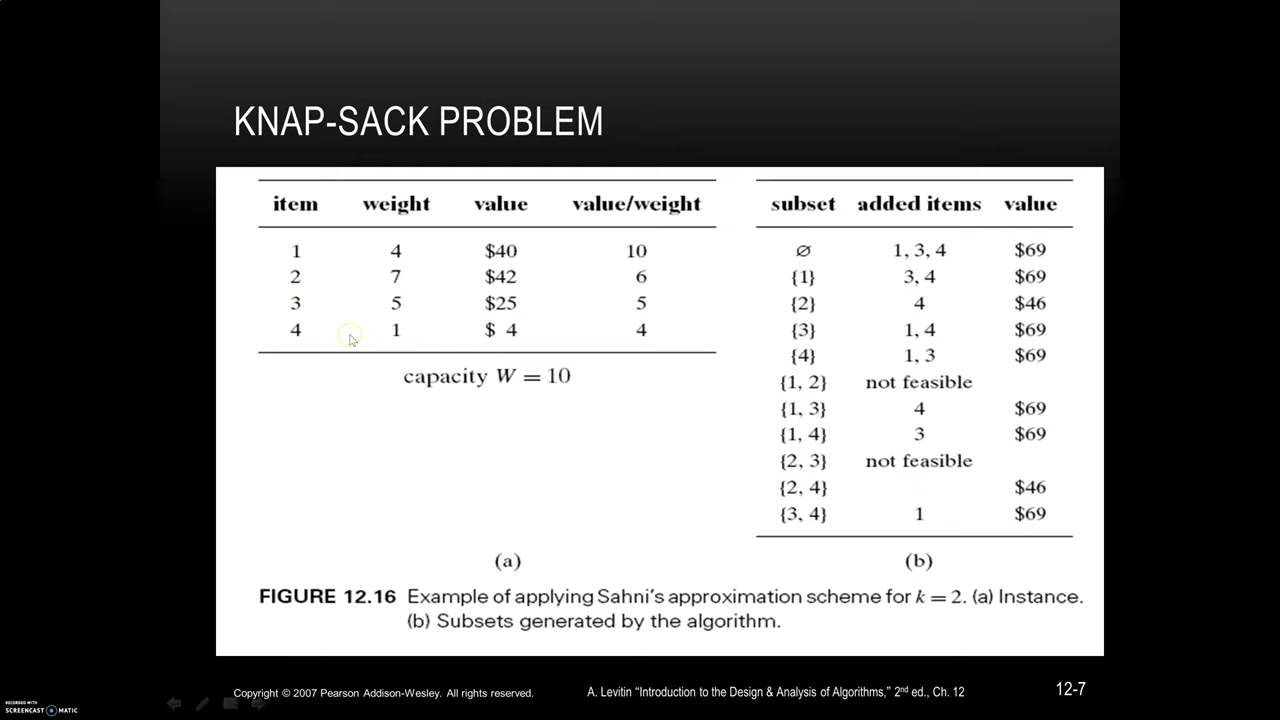 KNAP-SACK PROBLEM
item weight value value/weight
1 4 $40 10
2 7 $42 6
3 5 $25 5
4 1 $ 4 4
capacity W = 10
(a)
subset added items value
∅ 1, 3, 4 $69
{1} 3, 4 $69
{2} 4 $46
{3} 1, 4 $69
{4} 1, 3 $69
{1, 2} not feasible
{1, 3} 4 $69
{1, 4} 3 $69
{2, 3} not feasible
{2, 4} $46
{3, 4} 1 $69
(b)
FIGURE 12.16 Example of applying Sahni's approximation scheme for k = 2. (a) Instance.
(b) Subsets generated by the algorithm.
Copyright © 2007 Pearson Addison-Wesley. All rights reserved. A. Levitin “Introduction to the Design & Analysis of Algorithms,” 2nd ed., Ch. 12 12-7
RECORDED WITH
SCREENCAST MATIC